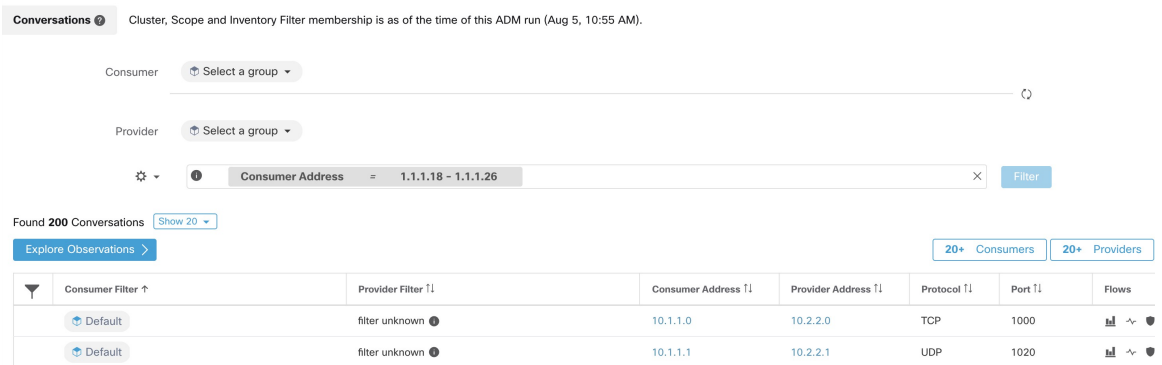 Conversations ? Cluster, Scope and Inventory Filter membership is as of the time of this ADM run (Aug 5, 10:55 AM).
Consumer Select a group
Provider Select a group
Consumer Address = 1.1.1.18 - 1.1.1.26 Filter
Found 200 Conversations Show 20
Explore Observations 20+ Consumers 20+ Providers
Consumer Filter ↑ Provider Filter ↑↓ Consumer Address ↑↓ Provider Address ↑↓ Protocol ↑↓ Port ↑↓ Flows
Default filter unknown 10.1.1.0 10.2.2.0 TCP 1000
Default filter unknown 10.1.1.1 10.2.2.1 UDP 1020